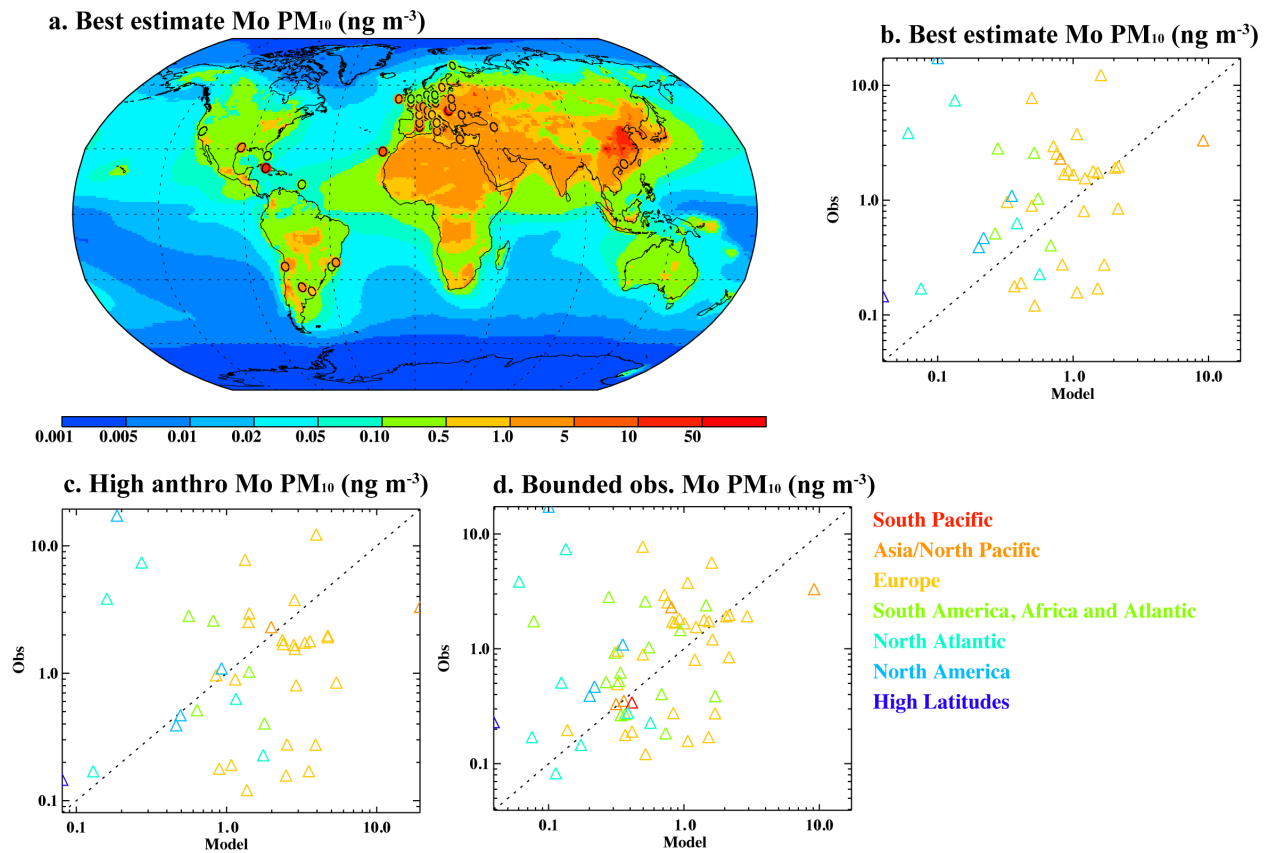 a. Best estimate Mo PM₁₀ (ng m⁻³)
0.001 0.005 0.01 0.02 0.05 0.10 0.5 1.0 5 10 50
b. Best estimate Mo PM₁₀ (ng m⁻³)
10.0
1.0
0.1
Obs
0.1 1.0 10.0
Model
c. High anthro Mo PM₁₀ (ng m⁻³)
10.0
1.0
0.1
Obs
0.1 1.0 10.0
Model
d. Bounded obs. Mo PM₁₀ (ng m⁻³)
10.0
1.0
0.1
Obs
0.1 1.0 10.0
Model
South Pacific
Asia/North Pacific
Europe
South America, Africa and Atlantic
North Atlantic
North America
High Latitudes